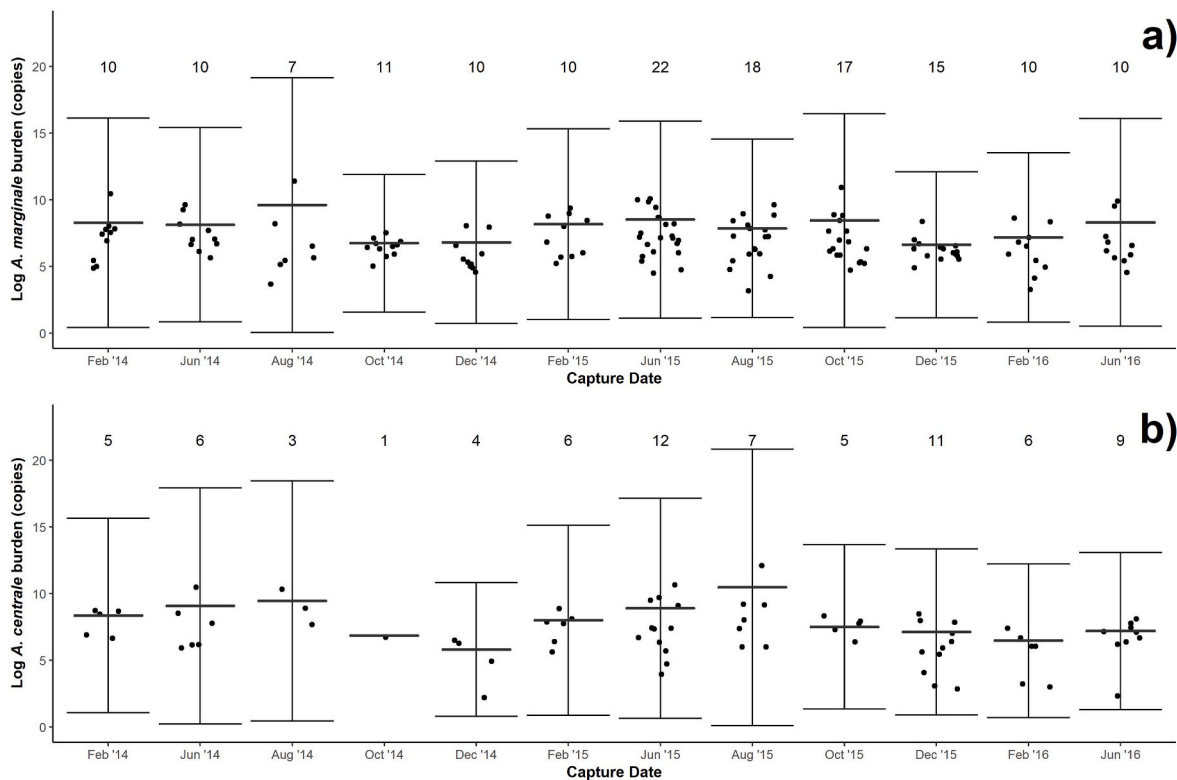 a)
10 10 7 11 10 10 22 18 17 15 10 10
Log A. marginale burden (copies)
20
15
10
5
0
Feb '14 Jun '14 Aug '14 Oct '14 Dec '14 Feb '15 Jun '15 Aug '15 Oct '15 Dec '15 Feb '16 Jun '16
Capture Date
b)
5 6 3 1 4 6 12 7 5 11 6 9
Log A. centrale burden (copies)
20
15
10
5
0
Feb '14 Jun '14 Aug '14 Oct '14 Dec '14 Feb '15 Jun '15 Aug '15 Oct '15 Dec '15 Feb '16 Jun '16
Capture Date